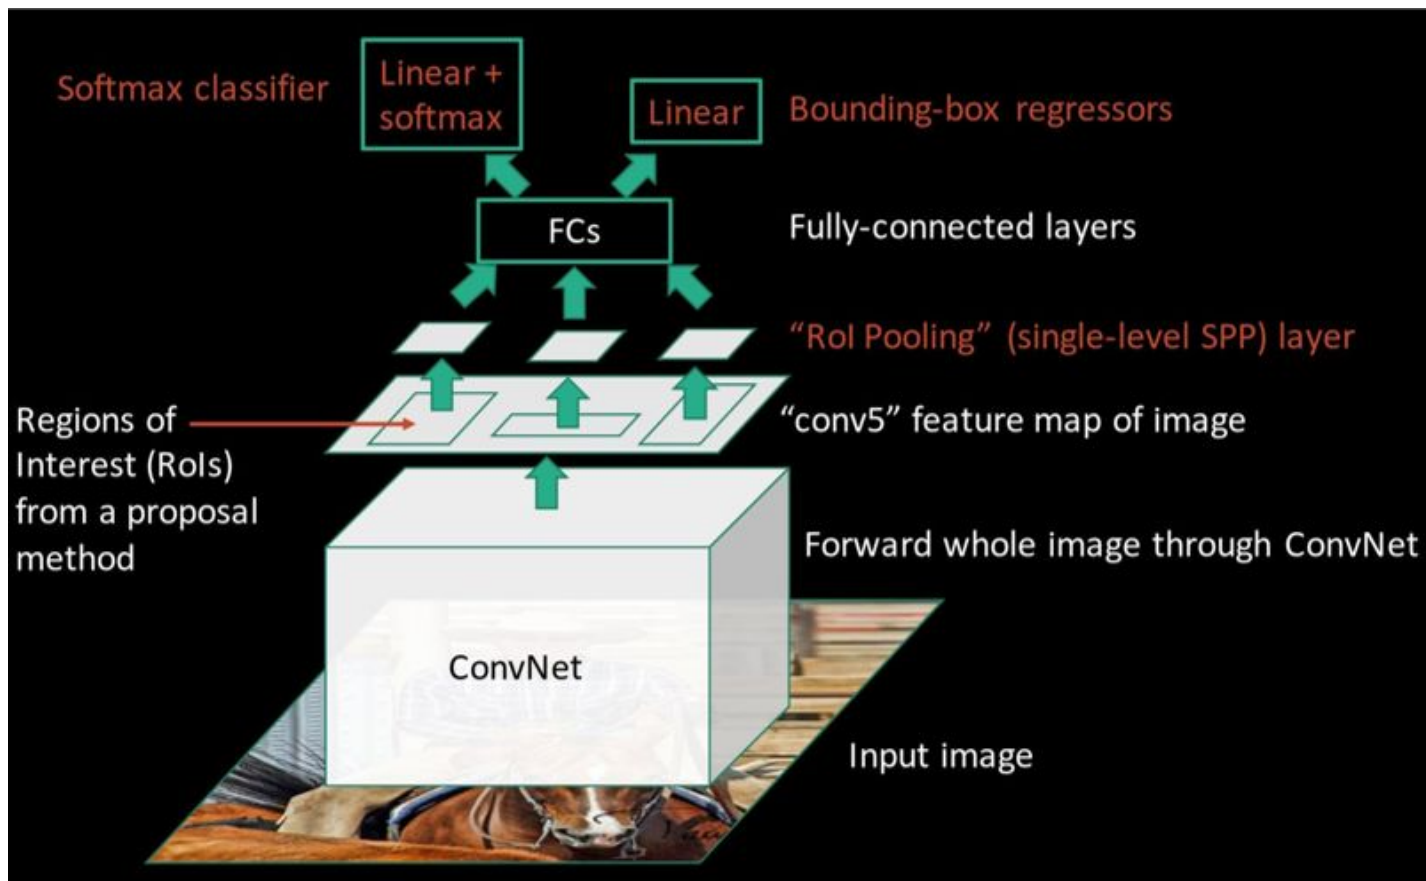 Softmax classifier
Linear +
softmax
Linear
Bounding-box regressors
FCs
Fully-connected layers
“RoI Pooling” (single-level SPP) layer
Regions of
Interest (RoIs)
from a proposal
method
“conv5” feature map of image
Forward whole image through ConvNet
ConvNet
Input image